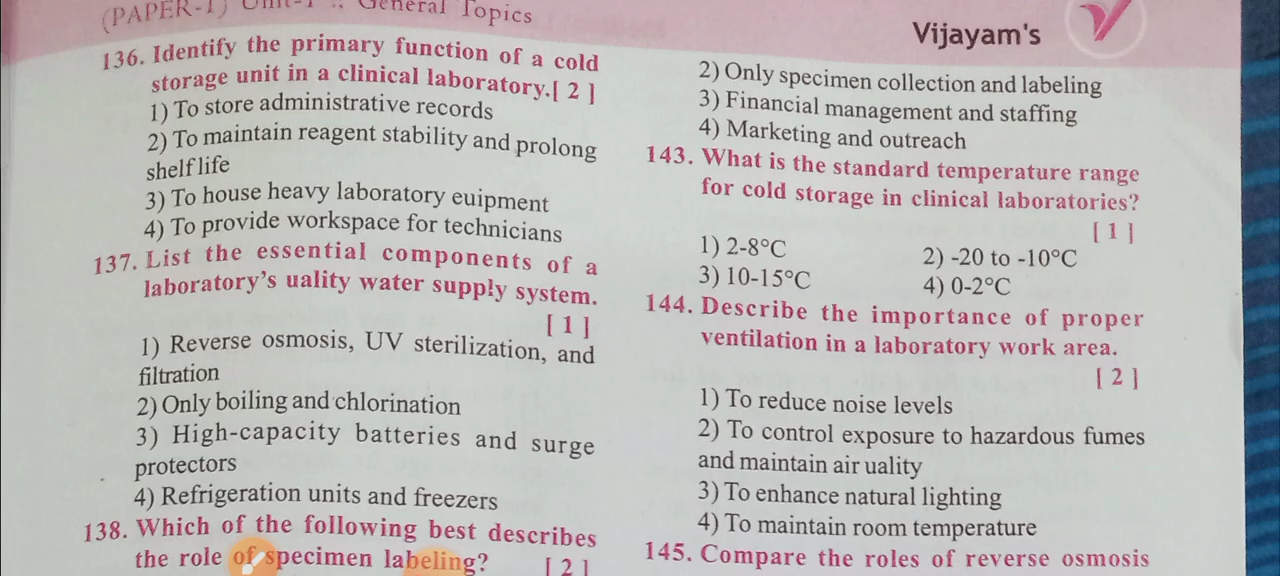 (PAPER-1) Unit-1 :: General Topics
Vijayam's
136. Identify the primary function of a cold
storage unit in a clinical laboratory.[ 2 ]
1) To store administrative records
2) To maintain reagent stability and prolong
shelf life
3) To house heavy laboratory euipment
4) To provide workspace for technicians
137. List the essential components of a
laboratory's uality water supply system.
[ 1 ]
1) Reverse osmosis, UV sterilization, and
filtration
2) Only boiling and chlorination
3) High-capacity batteries and surge
protectors
4) Refrigeration units and freezers
138. Which of the following best describes
the role of specimen labeling? [ 2 ]
2) Only specimen collection and labeling
3) Financial management and staffing
4) Marketing and outreach
143. What is the standard temperature range
for cold storage in clinical laboratories?
[ 1 ]
1) 2-8°C 2) -20 to -10°C
3) 10-15°C 4) 0-2°C
144. Describe the importance of proper
ventilation in a laboratory work area.
[ 2 ]
1) To reduce noise levels
2) To control exposure to hazardous fumes
and maintain air uality
3) To enhance natural lighting
4) To maintain room temperature
145. Compare the roles of reverse osmosis